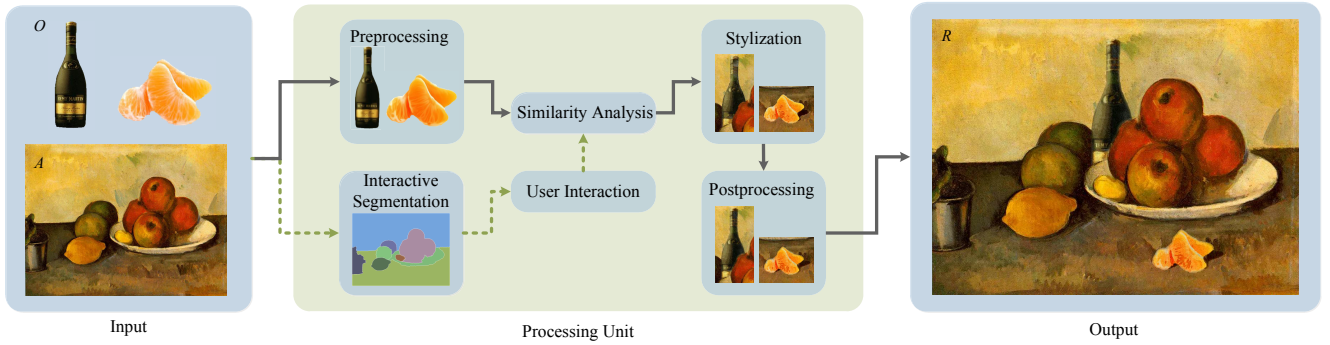 O
A
Input
Preprocessing
Interactive
Segmentation
Similarity Analysis
User Interaction
Stylization
Postprocessing
Processing Unit
R
Output